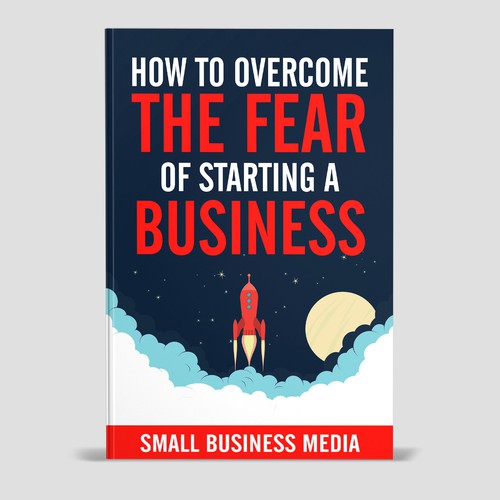 HOW TO OVERCOME
THE FEAR
OF STARTING A
BUSINESS
SMALL BUSINESS MEDIA